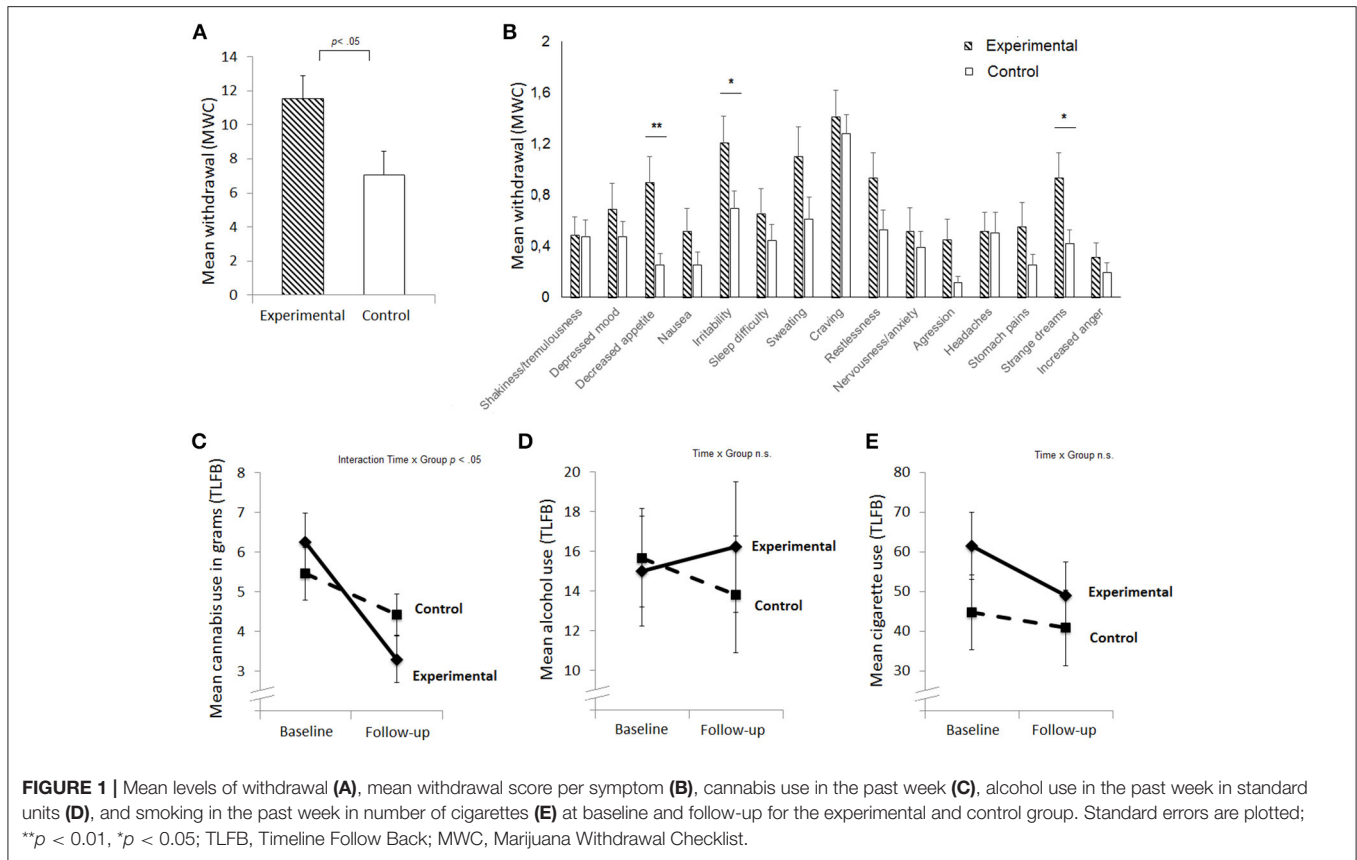 A
p< .05
Mean withdrawal (MWC)
14
12
10
8
6
4
2
0
Experimental
Control
B
Mean withdrawal (MWC)
2
1,6
1,2
0,8
0,4
0
Experimental
Control
**
*
*
Shakiness/tremulousness
Depressed mood
Decreased appetite
Nausea
Irritability
Sleep difficulty
Sweating
Craving
Restlessness
Nervousness/anxiety
Agression
Headaches
Stomach pains
Strange dreams
Increased anger
C
Interaction Time x Group p < .05
Mean cannabis use in grams (TLFB)
8
7
6
5
4
3
Control
Experimental
Baseline
Follow-up
D
Time x Group n.s.
Mean alcohol use (TLFB)
20
18
16
14
12
10
Experimental
Control
Baseline
Follow-up
E
Time x Group n.s.
Mean cigarette use (TLFB)
80
70
60
50
40
30
Experimental
Control
Baseline
Follow-up
FIGURE 1 | Mean levels of withdrawal (A), mean withdrawal score per symptom (B), cannabis use in the past week (C), alcohol use in the past week in standard
units (D), and smoking in the past week in number of cigarettes (E) at baseline and follow-up for the experimental and control group. Standard errors are plotted;
**p < 0.01, *p < 0.05; TLFB, Timeline Follow Back; MWC, Marijuana Withdrawal Checklist.